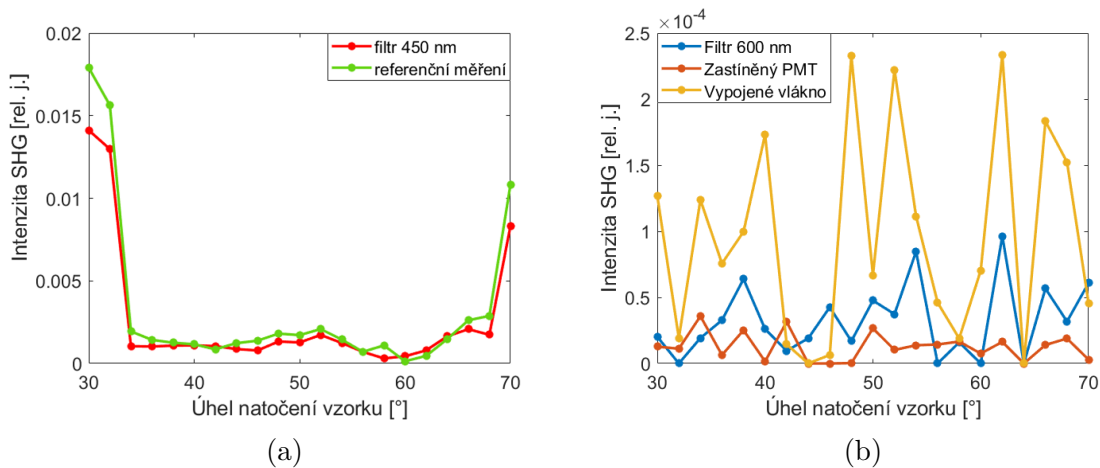 0.02
0.015
0.01
0.005
0
30
40
50
60
70
Intenzita SHG [rel. j.]
Úhel natočení vzorku [°]
filtr 450 nm
referenční měření
(a)
×10⁻⁴
2.5
2
1.5
1
0.5
0
30
40
50
60
70
Intenzita SHG [rel. j.]
Úhel natočení vzorku [°]
Filtr 600 nm
Zastíněný PMT
Vypojené vlákno
(b)